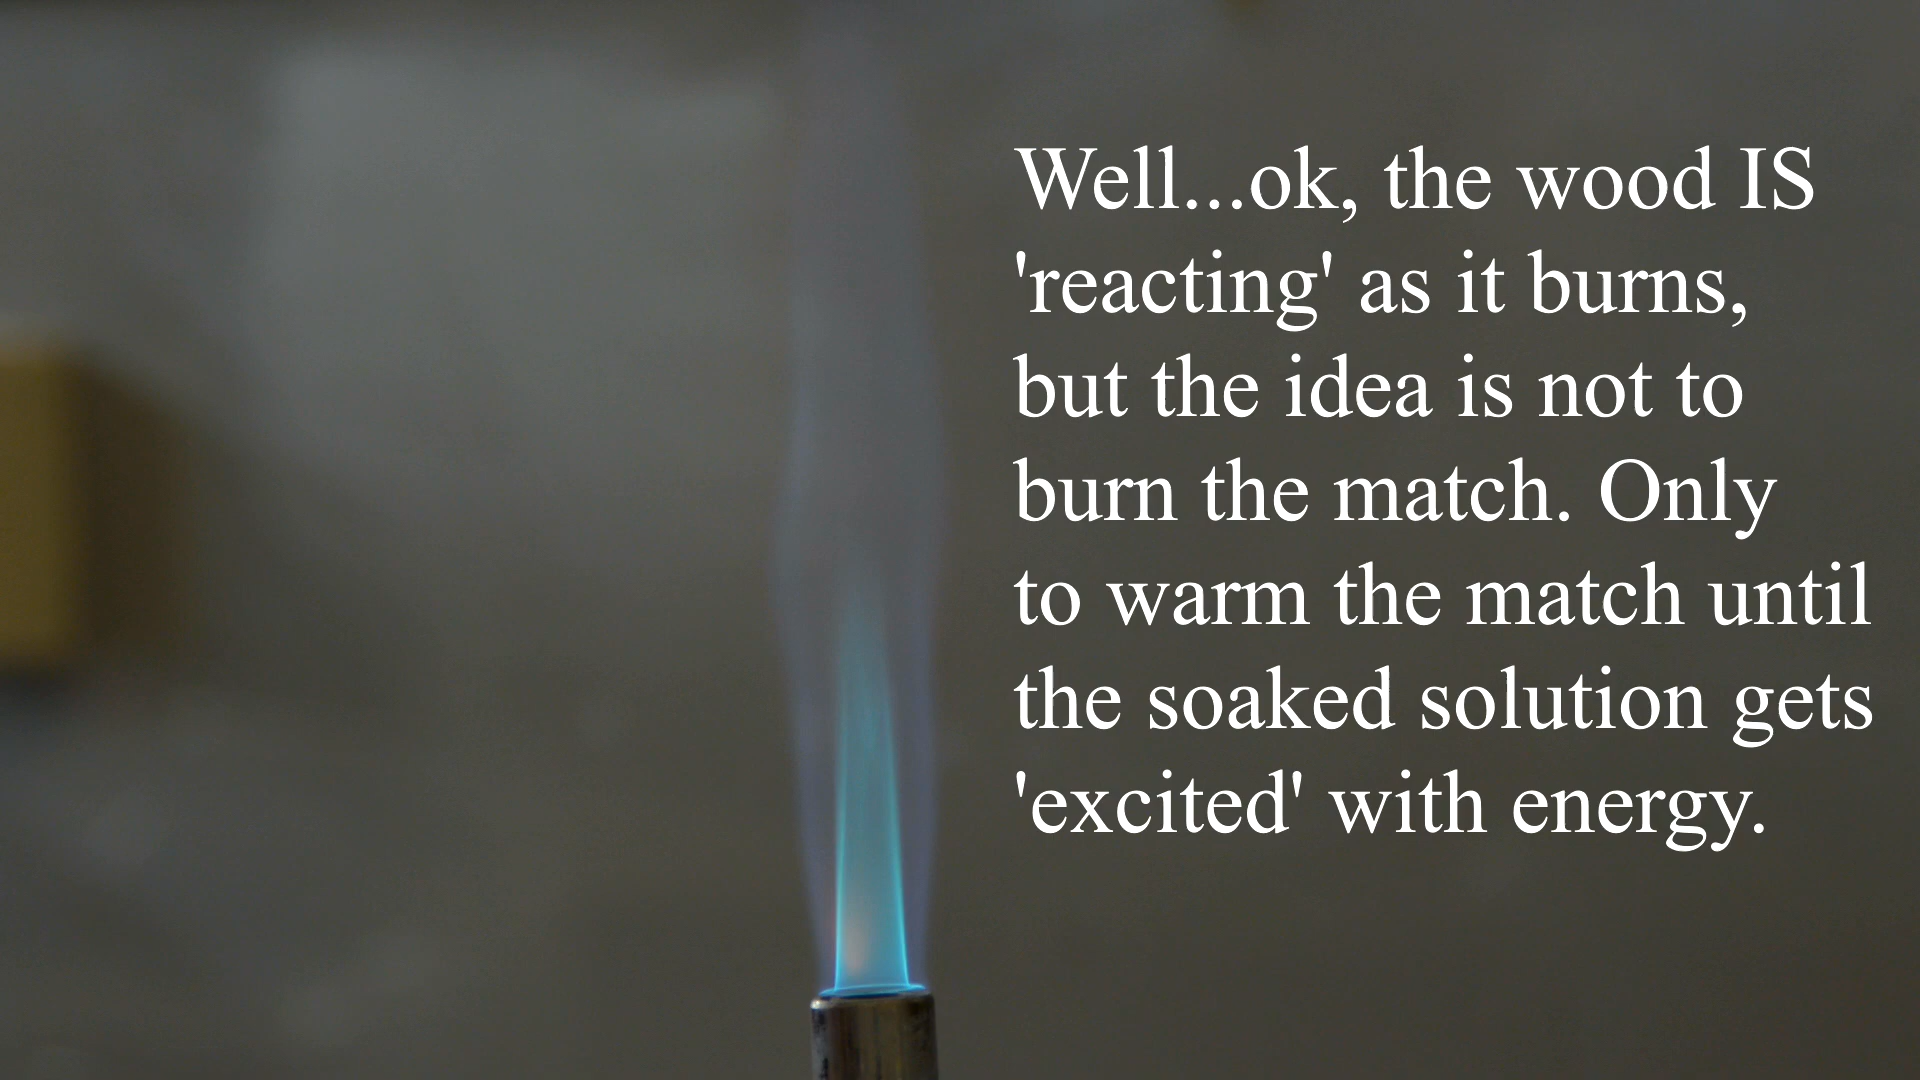 Well...ok, the wood IS
'reacting' as it burns,
but the idea is not to
burn the match. Only
to warm the match until
the soaked solution gets
'excited' with energy.